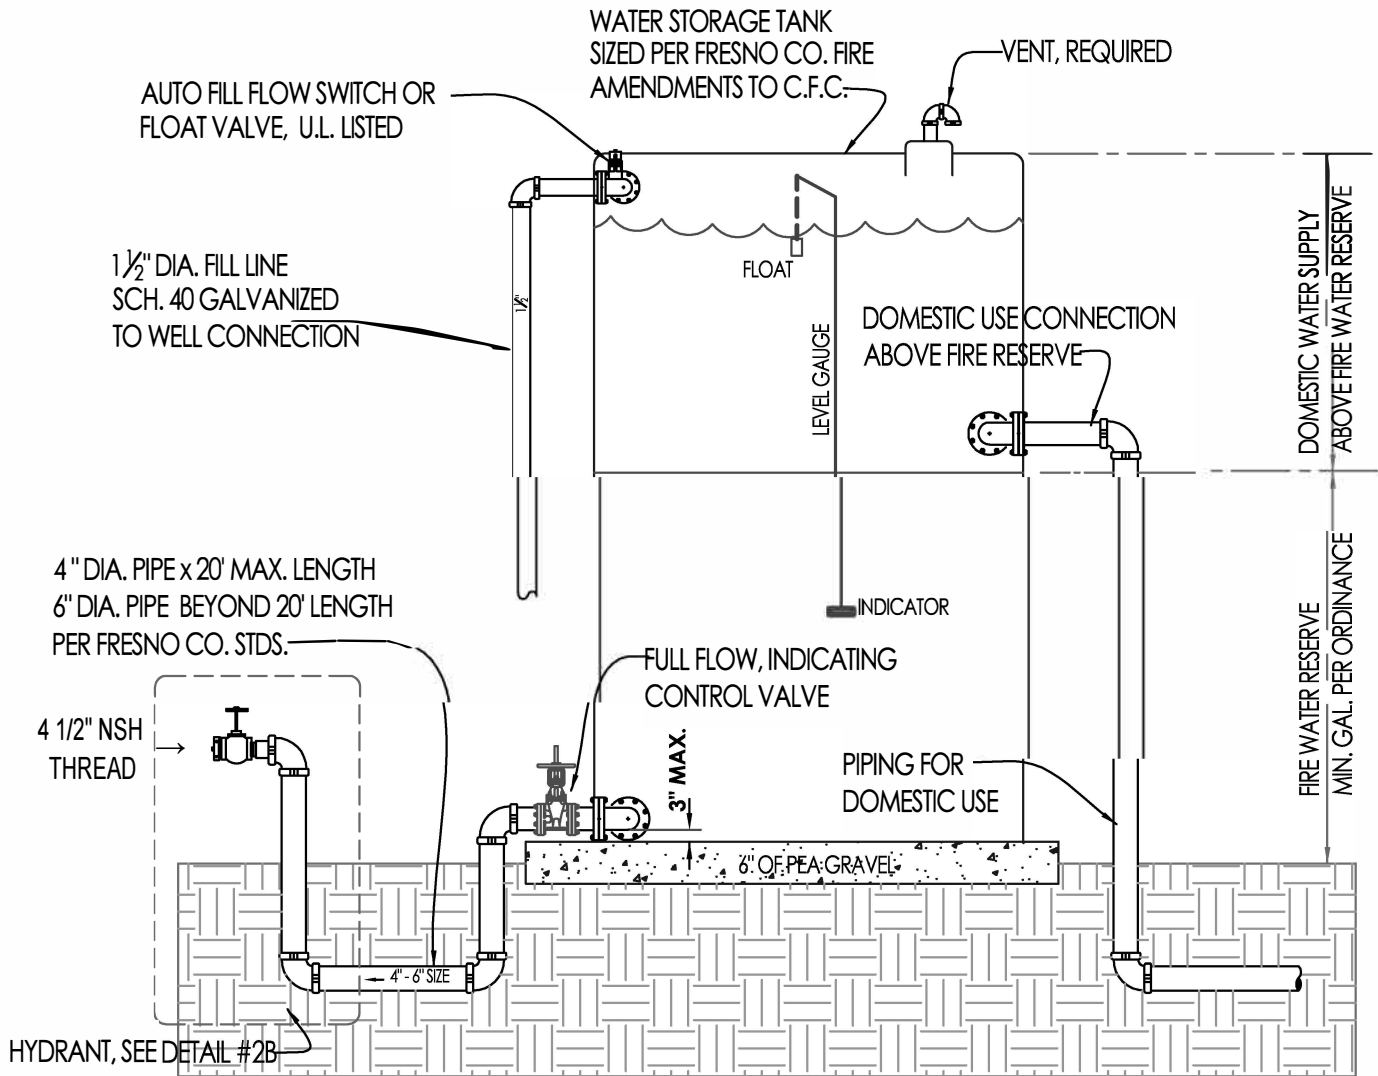 WATER STORAGE TANK
SIZED PER FRESNO CO. FIRE
AMENDMENTS TO C.F.C.
VENT, REQUIRED
AUTO FILL FLOW SWITCH OR
FLOAT VALVE, U.L. LISTED
1½" DIA. FILL LINE
SCH. 40 GALVANIZED
TO WELL CONNECTION
1½"
FLOAT
LEVEL GAUGE
DOMESTIC USE CONNECTION
ABOVE FIRE RESERVE
DOMESTIC WATER SUPPLY
ABOVE FIRE WATER RESERVE
4" DIA. PIPE x 20' MAX. LENGTH
6" DIA. PIPE BEYOND 20' LENGTH
PER FRESNO CO. STDS.
INDICATOR
FULL FLOW, INDICATING
CONTROL VALVE
FIRE WATER RESERVE
MIN. GAL. PER ORDINANCE
4 1/2" NSH
THREAD
3" MAX.
PIPING FOR
DOMESTIC USE
6" OF PEA GRAVEL
4" - 6" SIZE
HYDRANT, SEE DETAIL #2B